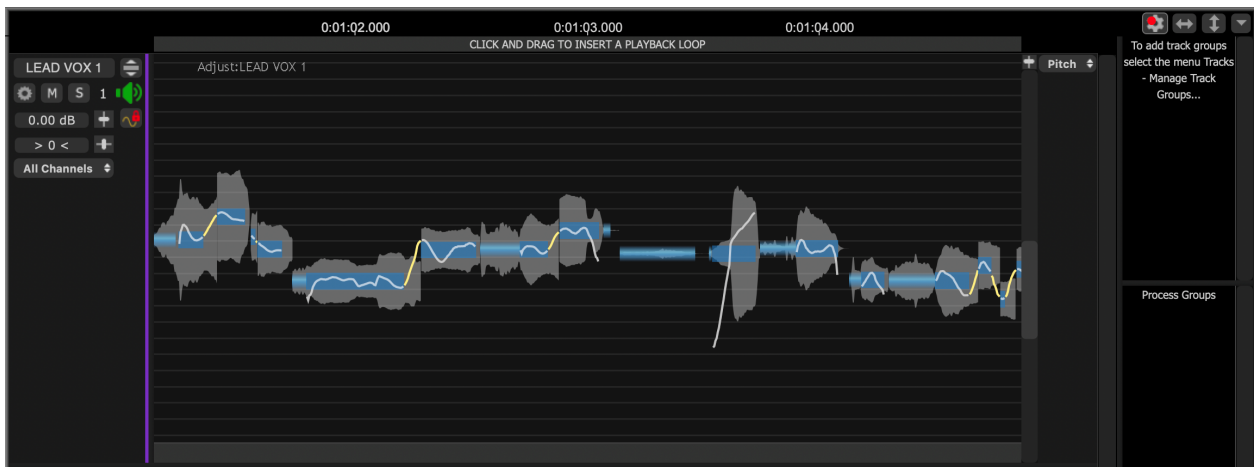 0:01:02.000 0:01:03.000 0:01:04.000
CLICK AND DRAG TO INSERT A PLAYBACK LOOP
To add track groups
select the menu Tracks
- Manage Track
Groups...
LEAD VOX 1
Adjust:LEAD VOX 1
Pitch
M S 1
0.00 dB
> 0 <
All Channels
Process Groups